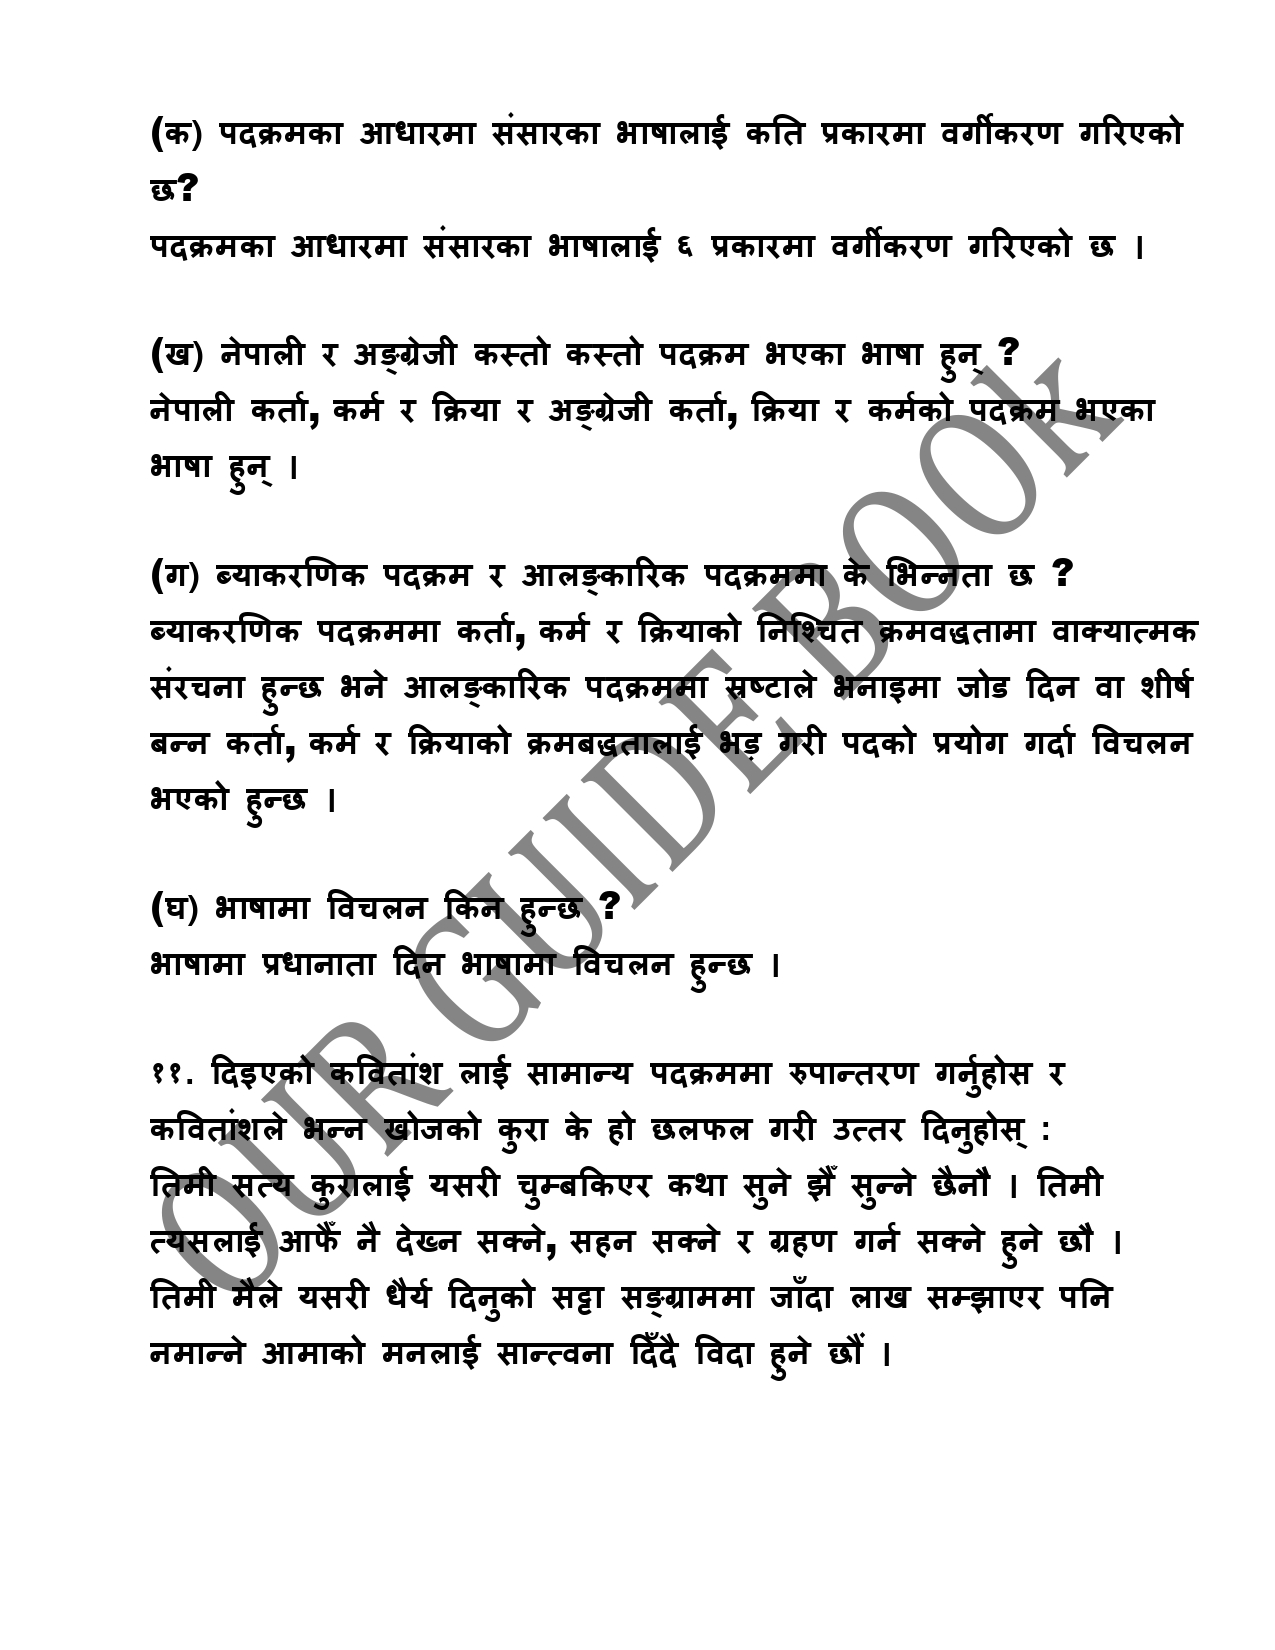 (क) पदक्रमका आधारमा संसारका भाषालाई कति प्रकारमा वर्गीकरण गरिएको
छ?
पदक्रमका आधारमा संसारका भाषालाई ६ प्रकारमा वर्गीकरण गरिएको छ ।
(ख) नेपाली र अङ्ग्रेजी कस्तो कस्तो पदक्रम भएका भाषा हुन् ?
नेपाली कर्ता, कर्म र क्रिया र अङ्ग्रेजी कर्ता, क्रिया र कर्मको पदक्रम भएका
भाषा हुन् ।
(ग) ब्याकरणिक पदक्रम र आलङ्कारिक पदक्रममा के भिन्नता छ ?
ब्याकरणिक पदक्रममा कर्ता, कर्म र क्रियाको निश्चित क्रमवद्धतामा वाक्यात्मक
संरचना हुन्छ भने आलङ्कारिक पदक्रममा स्रष्टाले भनाइमा जोड दिन वा शीर्ष
बन्न कर्ता, कर्म र क्रियाको क्रमबद्धतालाई भड़ गरी पदको प्रयोग गर्दा विचलन
भएको हुन्छ ।
(घ) भाषामा विचलन किन हुन्छ ?
भाषामा प्रधानाता दिन भाषामा विचलन हुन्छ ।
११. दिइएको कवितांश लाई सामान्य पदक्रममा रुपान्तरण गर्नुहोस र
कवितांशले भन्न खोजको कुरा के हो छलफल गरी उत्तर दिनुहोस् :
तिमी सत्य कुरालाई यसरी चुम्बकिएर कथा सुने झैँ सुन्ने छैनौ । तिमी
त्यसलाई आफैँ नै देख्न सक्ने, सहन सक्ने र ग्रहण गर्न सक्ने हुने छौ ।
तिमी मैले यसरी धैर्य दिनुको सट्टा सङ्ग्राममा जाँदा लाख सम्झाएर पनि
नमान्ने आमाको मनलाई सान्त्वना दिँदै विदा हुने छौं ।
OUR GUIDE BOOk